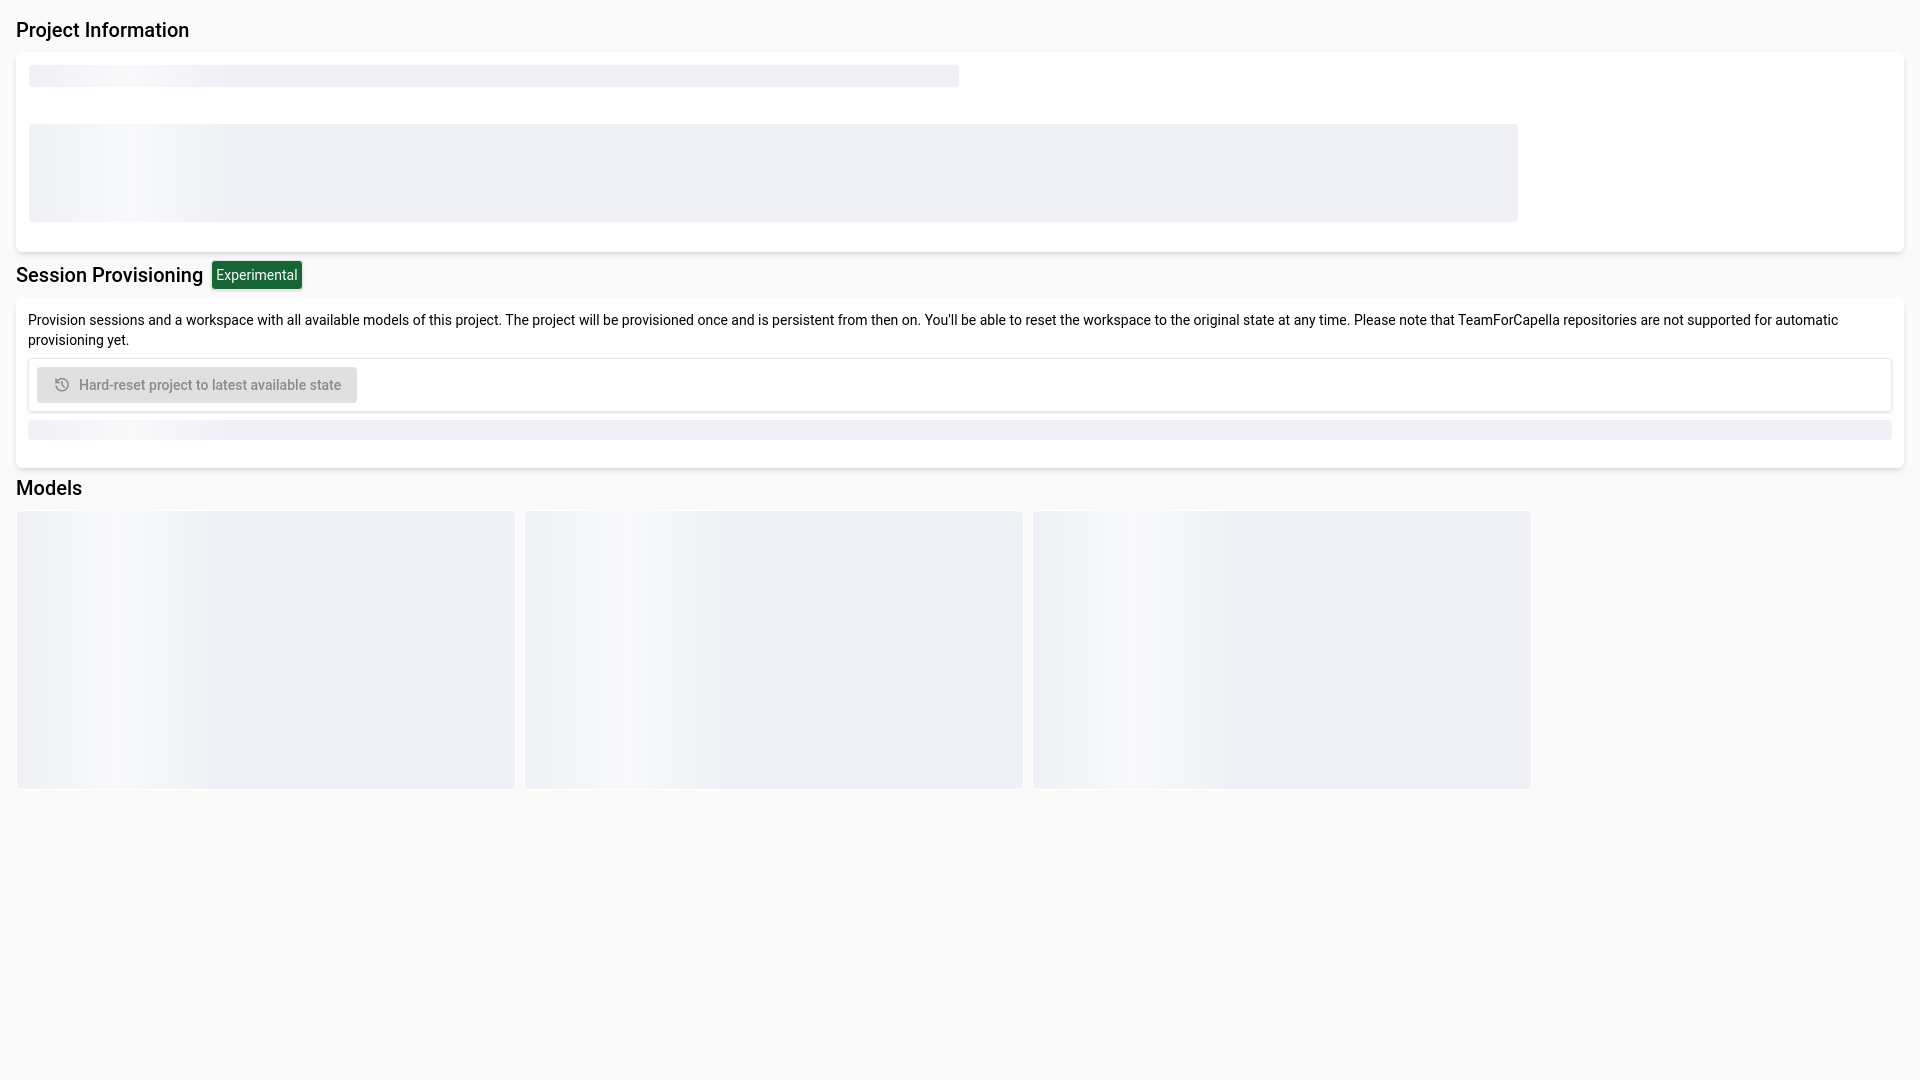 Project Information
Session Provisioning Experimental
Provision sessions and a workspace with all available models of this project. The project will be provisioned once and is persistent from then on. You'll be able to reset the workspace to the original state at any time. Please note that TeamForCapella repositories are not supported for automatic
provisioning yet.
Hard-reset project to latest available state
Models